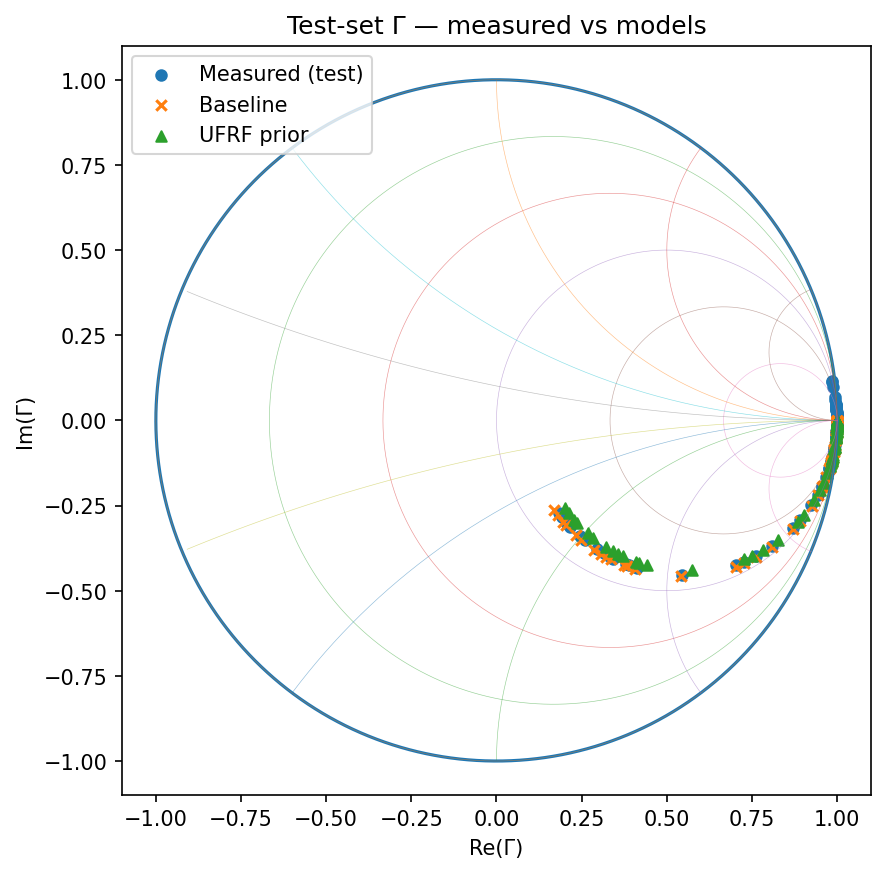 Test-set Γ — measured vs models
Measured (test)
Baseline
UFRF prior
1.00
0.75
0.50
0.25
0.00
−0.25
−0.50
−0.75
−1.00
Im(Γ)
−1.00 −0.75 −0.50 −0.25 0.00 0.25 0.50 0.75 1.00
Re(Γ)